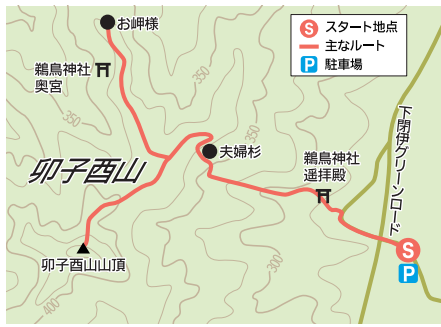 お岬様
S スタート地点
主なルート
P 駐車場
鵜鳥神社
奥宮
350
350
夫婦杉
鵜鳥神社
遥拝殿
下閉伊グリーンロード
卯子酉山
卯子酉山山頂
S
P
350
400